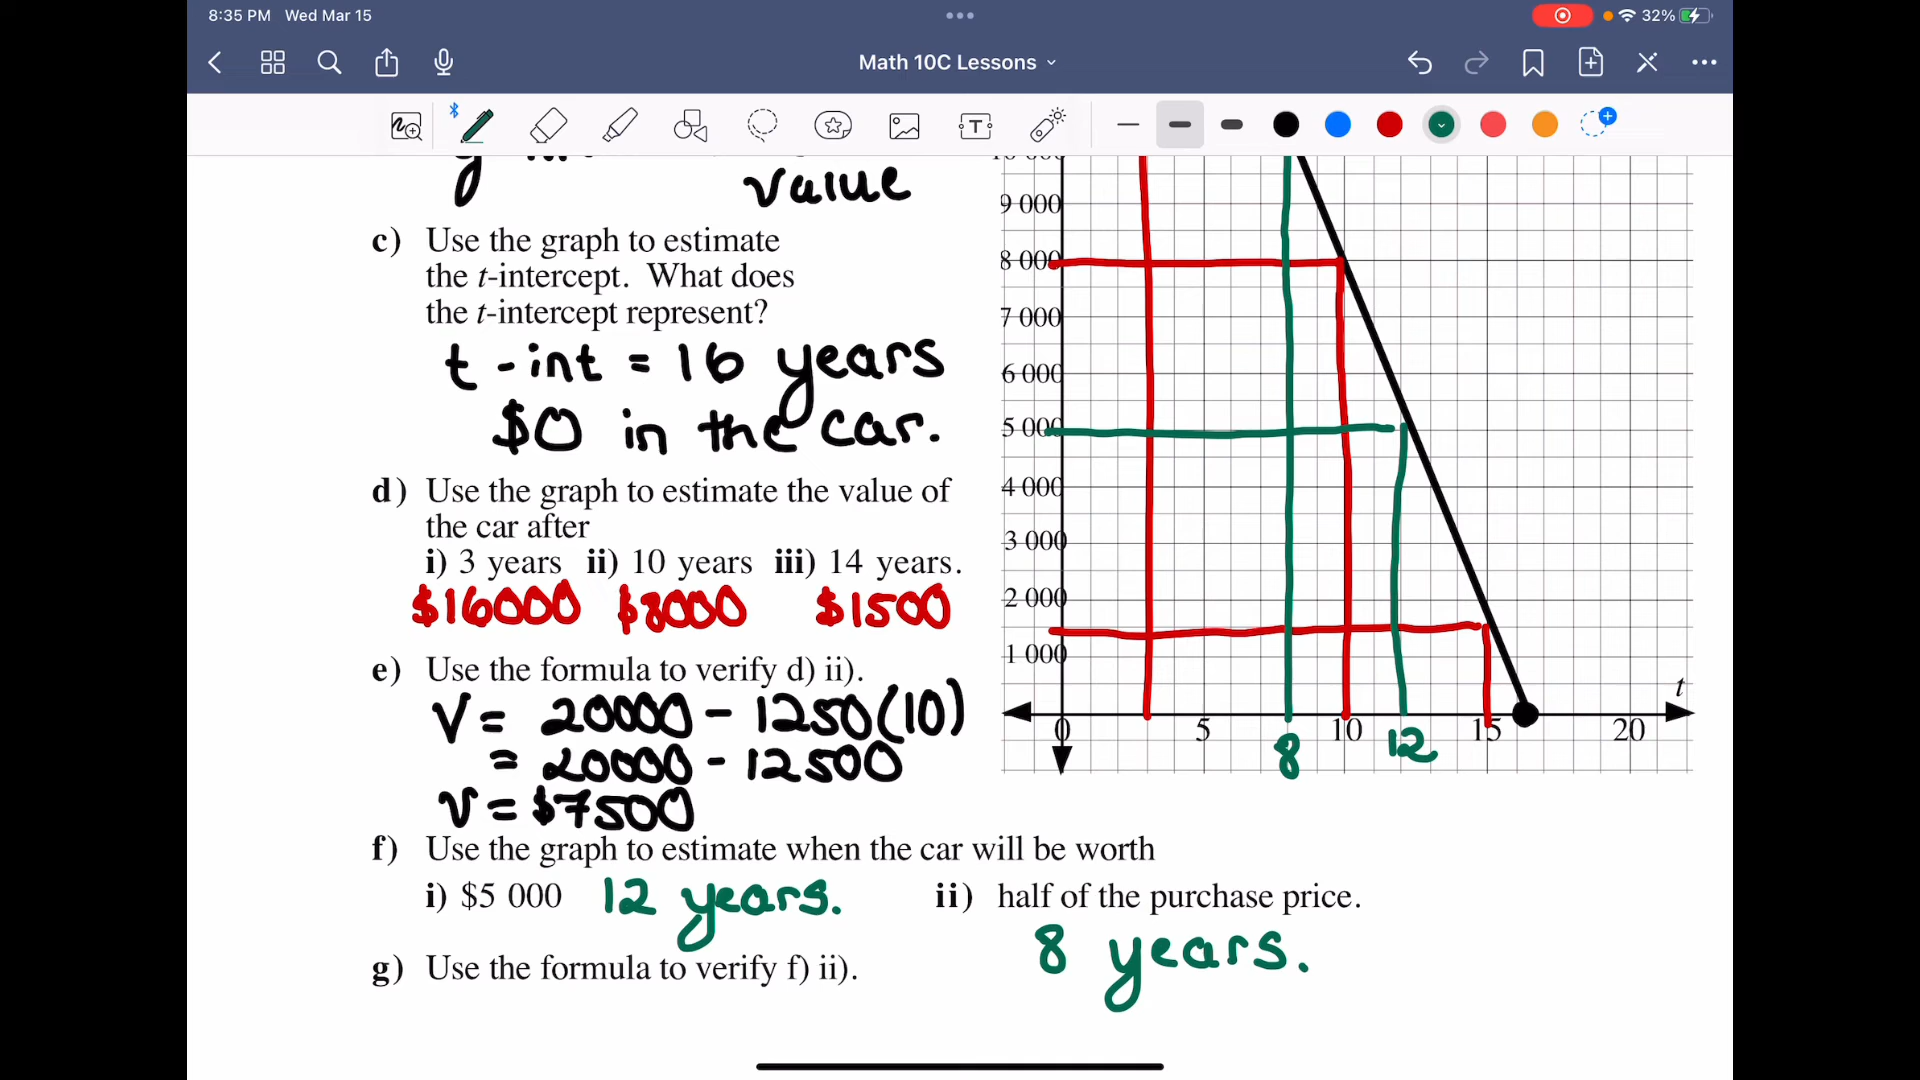 8:35 PM Wed Mar 15
32%
Math 10C Lessons
value
c) Use the graph to estimate
the t-intercept. What does
the t-intercept represent?
t - int = 16 years
$0 in the car.
d) Use the graph to estimate the value of
the car after
i) 3 years ii) 10 years iii) 14 years.
$16000 $8000 $1500
e) Use the formula to verify d) ii).
V = 20000 - 1250(10)
= 20000 - 12500
V = $7500
f) Use the graph to estimate when the car will be worth
i) $5 000 12 years. ii) half of the purchase price.
8 years.
g) Use the formula to verify f) ii).
9 000
8 000
7 000
6 000
5 000
4 000
3 000
2 000
1 000
t
0 5 10 15 20
8 12